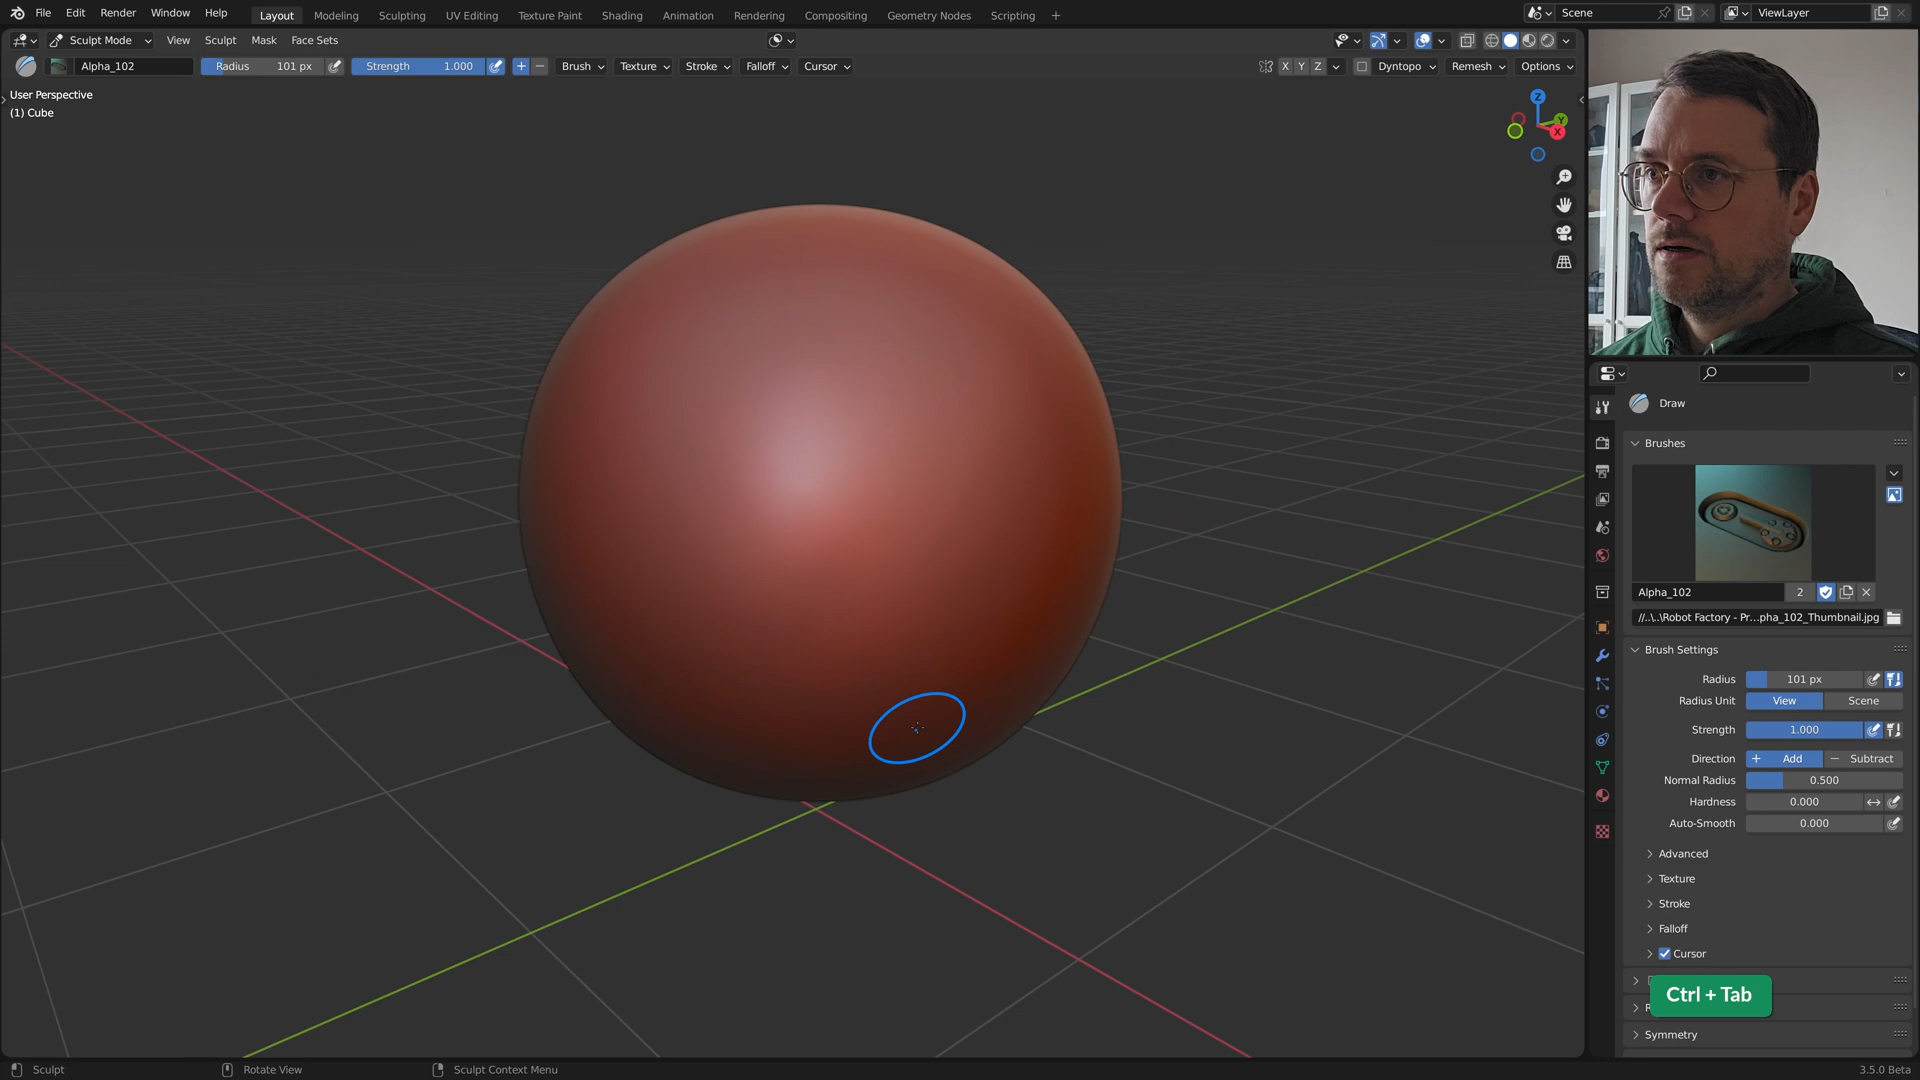 File Edit Render Window Help Layout Modeling Sculpting UV Editing Texture Paint Shading Animation Rendering Compositing Geometry Nodes Scripting + Scene ViewLayer
Sculpt Mode View Sculpt Mask Face Sets
Alpha_102 Radius 101 px Strength 1.000 + − Brush Texture Stroke Falloff Cursor X Y Z Dyntopo Remesh Options
User Perspective
(1) Cube
Z
Y
X
Draw
Brushes
Alpha_102 2
//..\..\Robot Factory - Pr...pha_102_Thumbnail.jpg
Brush Settings
Radius 101 px
Radius Unit View Scene
Strength 1.000
Direction + Add − Subtract
Normal Radius 0.500
Hardness 0.000
Auto-Smooth 0.000
Advanced
Texture
Stroke
Falloff
Cursor
Ctrl + Tab
Symmetry
Sculpt Rotate View Sculpt Context Menu 3.5.0 Beta